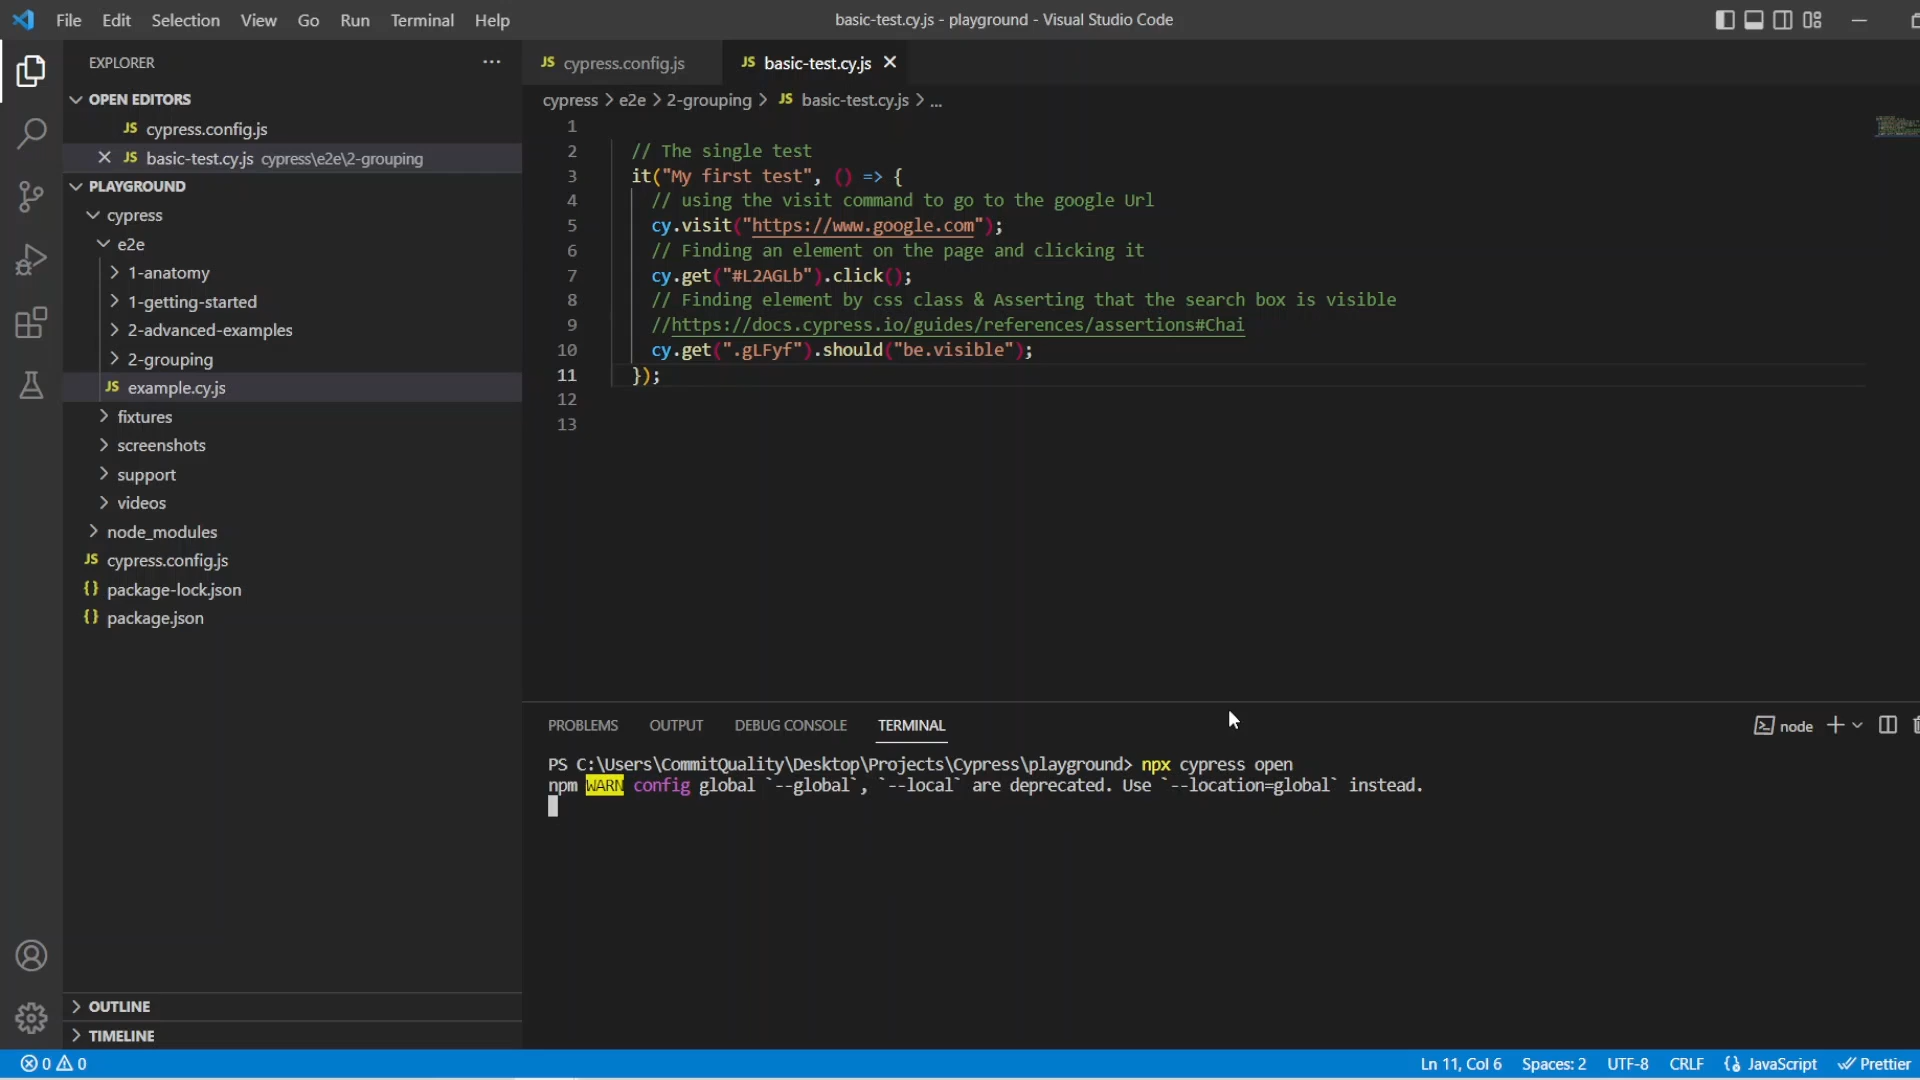 File Edit Selection View Go Run Terminal Help
basic-test.cy.js - playground - Visual Studio Code
EXPLORER
OPEN EDITORS
JS cypress.config.js
JS basic-test.cy.js cypress\e2e\2-grouping
PLAYGROUND
cypress
e2e
1-anatomy
1-getting-started
2-advanced-examples
2-grouping
JS example.cy.js
fixtures
screenshots
support
videos
node_modules
JS cypress.config.js
{} package-lock.json
{} package.json
OUTLINE
TIMELINE
JS cypress.config.js
JS basic-test.cy.js
cypress > e2e > 2-grouping > JS basic-test.cy.js > ...
1
2 // The single test
3 it("My first test", () => {
4 // using the visit command to go to the google Url
5 cy.visit("https://www.google.com");
6 // Finding an element on the page and clicking it
7 cy.get("#L2AGLb").click();
8 // Finding element by css class & Asserting that the search box is visible
9 //https://docs.cypress.io/guides/references/assertions#Chai
10 cy.get(".gLFyf").should("be.visible");
11 });
12
13
PROBLEMS OUTPUT DEBUG CONSOLE TERMINAL
node
PS C:\Users\CommitQuality\Desktop\Projects\Cypress\playground> npx cypress open
npm WARN config global `--global`, `--local` are deprecated. Use `--location=global` instead.
0 0
Ln 11, Col 6 Spaces: 2 UTF-8 CRLF {} JavaScript Prettier